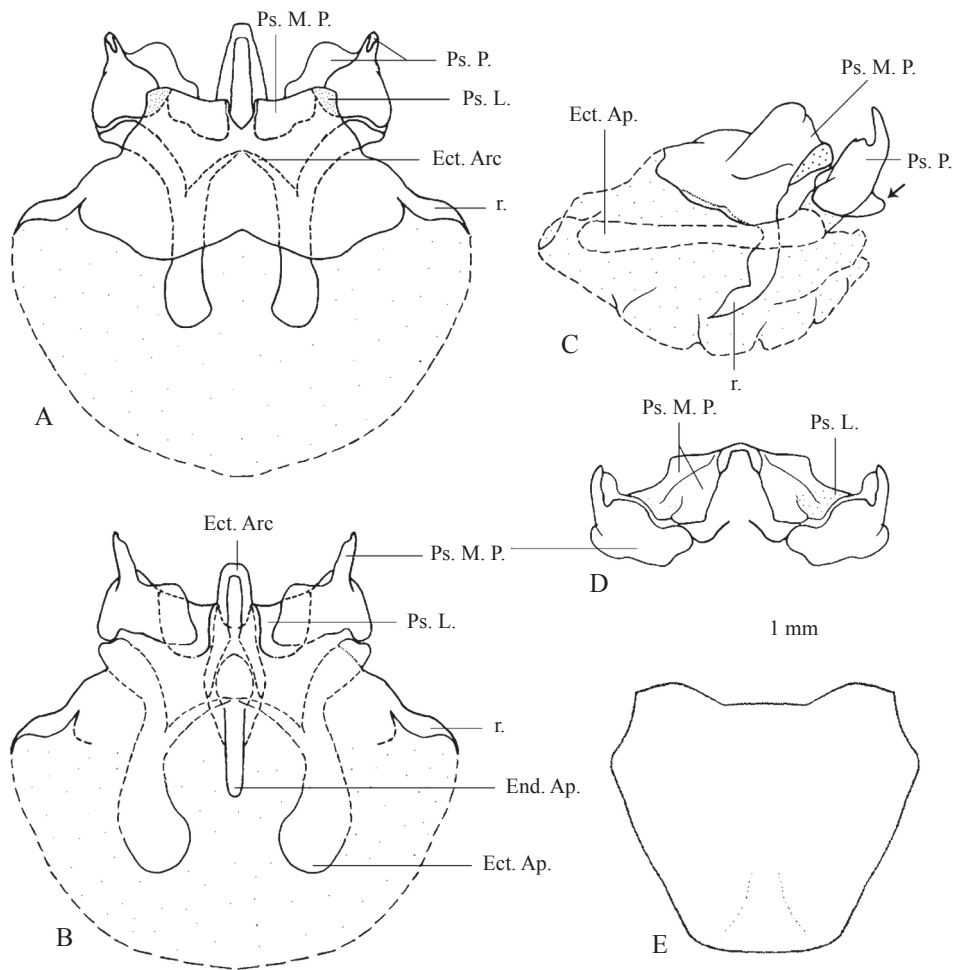 Ps. M. P.
Ps. P.
Ps. L.
Ect. Arc
r.
A
Ps. M. P.
Ect. Ap.
Ps. P.
C
r.
Ps. M. P.
Ps. L.
D
Ect. Arc
Ps. M. P.
Ps. L.
r.
End. Ap.
Ect. Ap.
B
1 mm
E